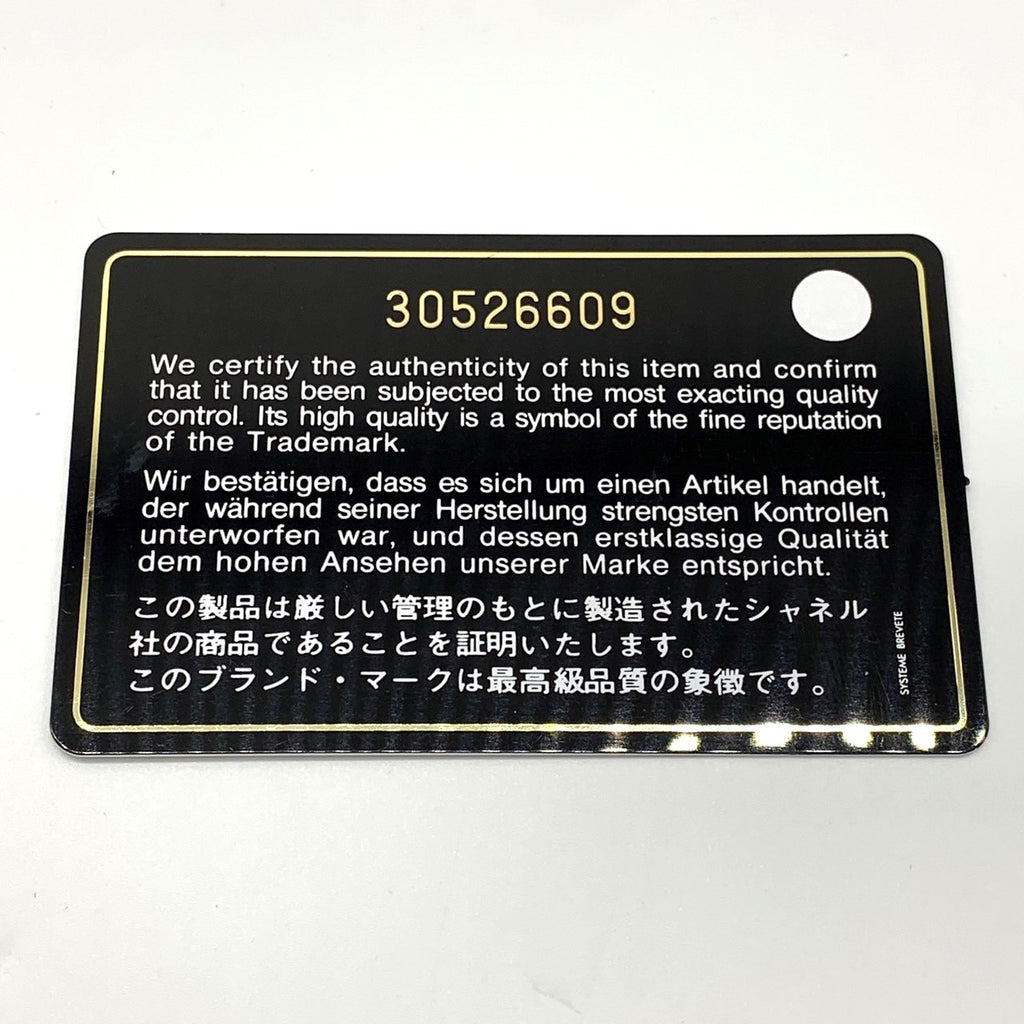 30526609
We certify the authenticity of this item and confirm
that it has been subjected to the most exacting quality
control. Its high quality is a symbol of the fine reputation
of the Trademark.
Wir bestätigen, dass es sich um einen Artikel handelt,
der während seiner Herstellung strengsten Kontrollen
unterworfen war, und dessen erstklassige Qualität
dem hohen Ansehen unserer Marke entspricht.
この製品は厳しい管理のもとに製造されたシャネル
社の商品であることを証明いたします。
このブランド・マークは最高級品質の象徴です。
SYSTEME BREVETE